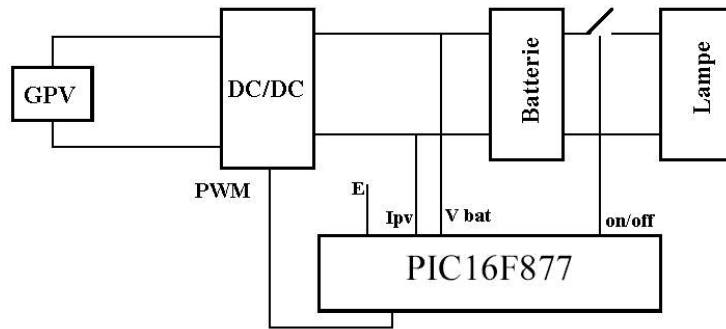 GPV
DC/DC
Batterie
Lampe
PWM
E
Ipv
V bat
on/off
PIC16F877